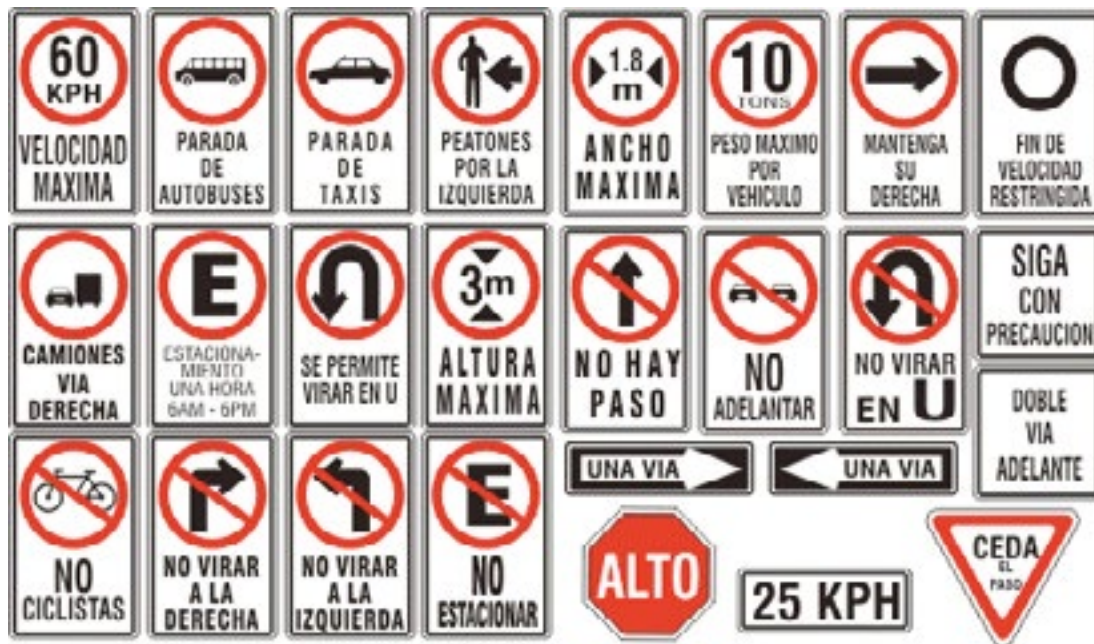 60
KPH
VELOCIDAD
MAXIMA
PARADA
DE
AUTOBUSES
PARADA
DE
TAXIS
PEATONES
POR LA
IZQUIERDA
1.8
m
ANCHO
MAXIMA
10
TONS
PESO MAXIMO
POR
VEHICULO
MANTENGA
SU
DERECHA
FIN DE
VELOCIDAD
RESTRINGIDA
CAMIONES
VIA
DERECHA
E
ESTACIONA-
MIENTO
UNA HORA
6AM - 6PM
SE PERMITE
VIRAR EN U
3m
ALTURA
MAXIMA
NO HAY
PASO
NO
ADELANTAR
NO VIRAR
EN U
SIGA
CON
PRECAUCION
DOBLE
VIA
ADELANTE
NO
CICLISTAS
NO VIRAR
A LA
DERECHA
NO VIRAR
A LA
IZQUIERDA
E
NO
ESTACIONAR
UNA VIA
UNA VIA
ALTO
25 KPH
CEDA
EL
PASO